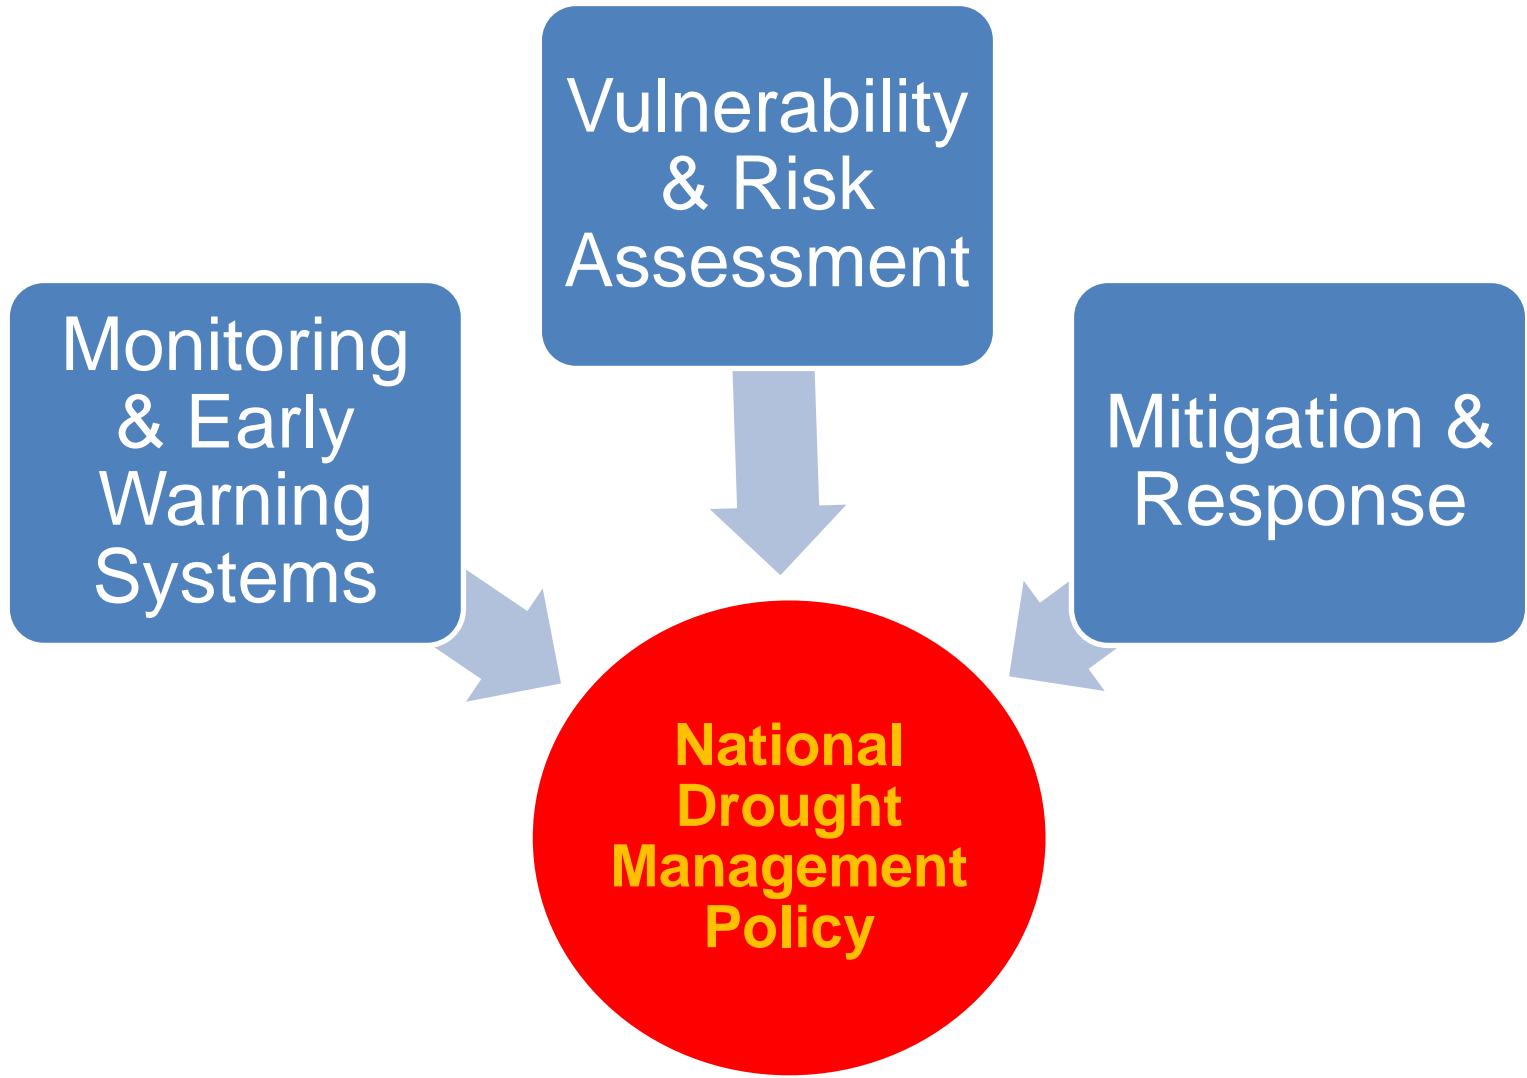 Vulnerability
& Risk
Assessment
Monitoring
& Early
Warning
Systems
Mitigation &
Response
National
Drought
Management
Policy